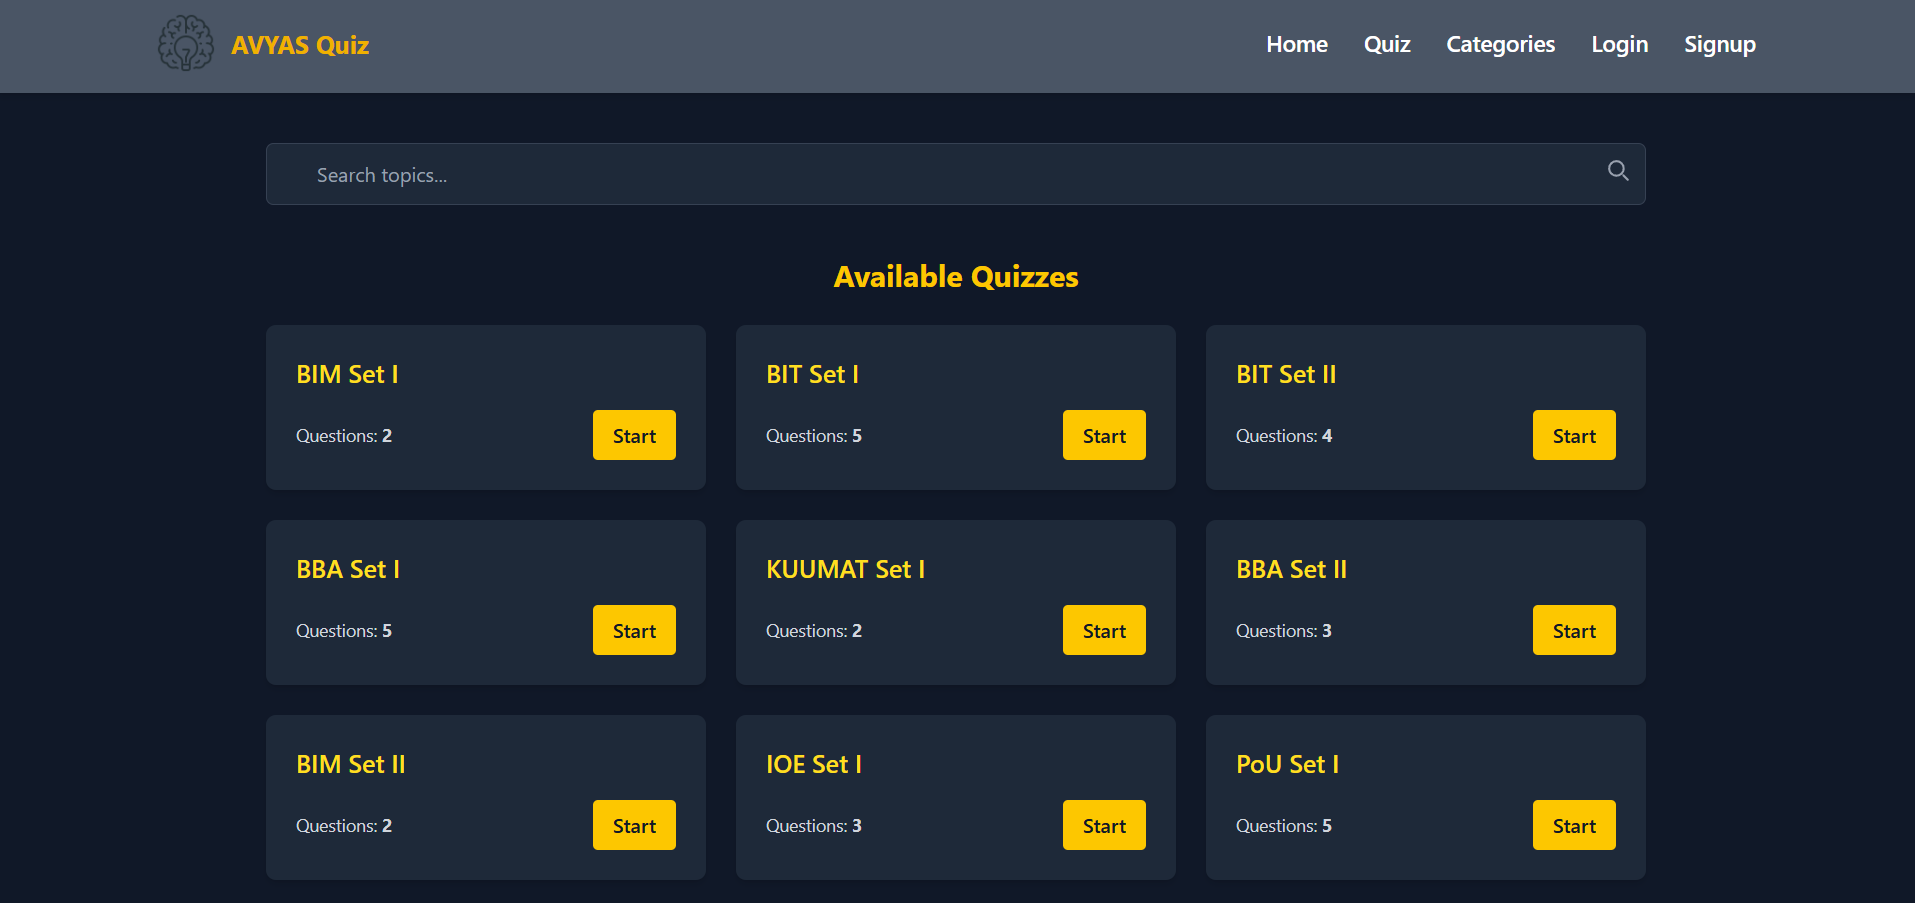 AVYAS Quiz
Home Quiz Categories Login Signup
Search topics...
Available Quizzes
BIM Set I
Questions: 2
Start
BIT Set I
Questions: 5
Start
BIT Set II
Questions: 4
Start
BBA Set I
Questions: 5
Start
KUUMAT Set I
Questions: 2
Start
BBA Set II
Questions: 3
Start
BIM Set II
Questions: 2
Start
IOE Set I
Questions: 3
Start
PoU Set I
Questions: 5
Start